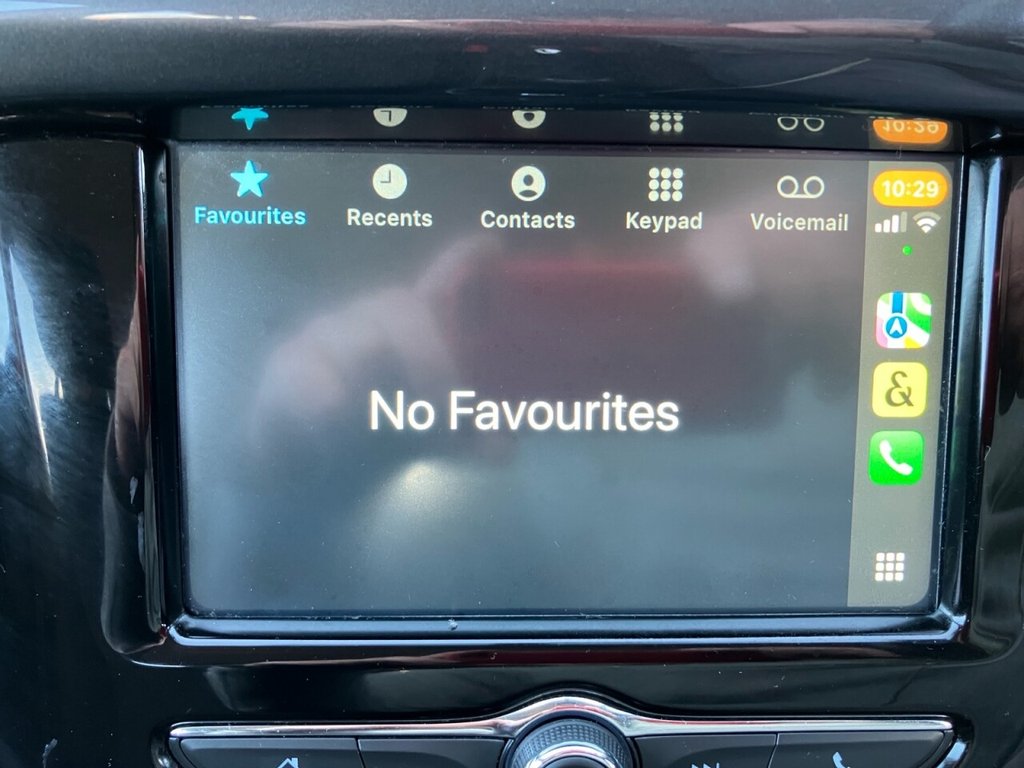 Favourites Recents Contacts Keypad Voicemail 10:29
No Favourites
&